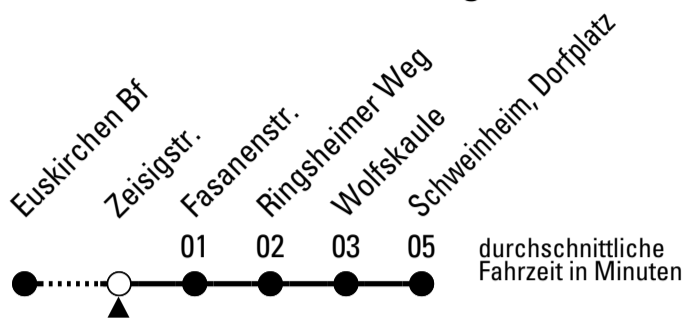 Euskirchen Bf
Zeisigstr.
Fasanenstr.
Ringsheimer Weg
Wolfskaule
Schweinheim, Dorfplatz
01 02 03 05
durchschnittliche
Fahrzeit in Minuten